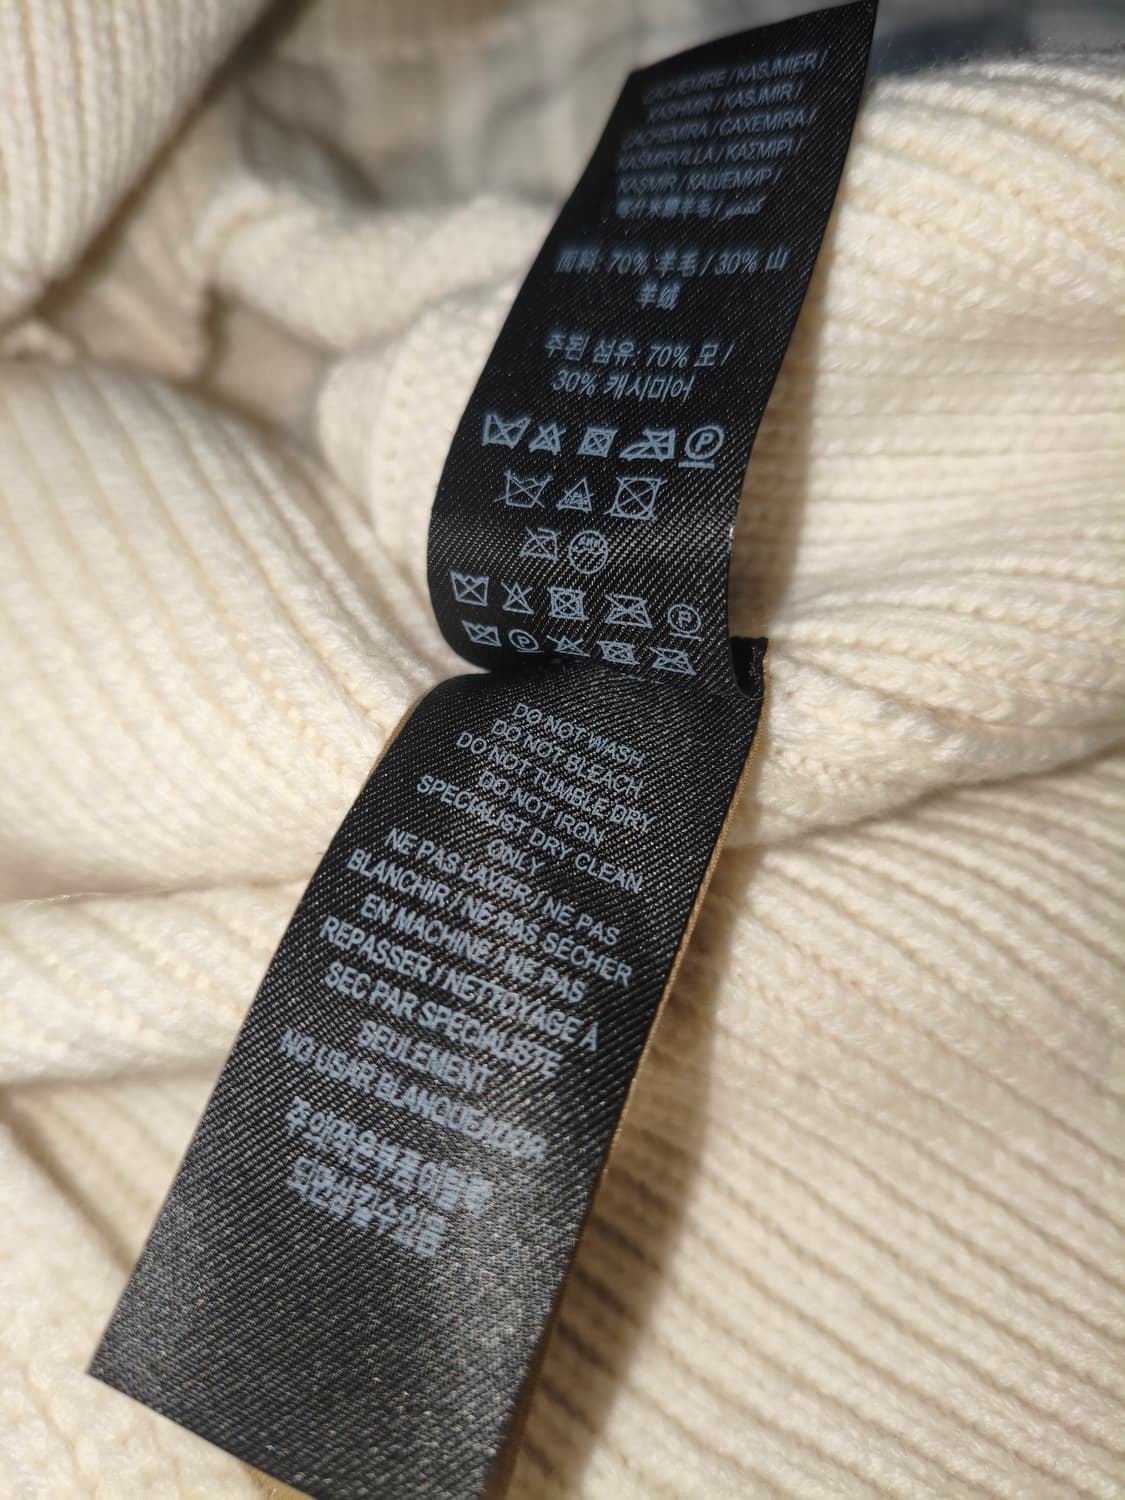 CACHEMIRE / KASJMIER /
KASHMIR / KASJMIR /
CACHEMIRA / CAXEMIRA /
KASMIRVILLA / ΚΑΣΜΙΡΙ /
KASMIR / КАШЕМИР /
面料: 70% 羊毛 / 30% 山
羊绒
주된 섬유: 70% 모 /
30% 캐시미어
P
P
P
DO NOT WASH
DO NOT BLEACH
DO NOT TUMBLE DRY
DO NOT IRON
SPECIALIST DRY CLEAN
ONLY
NE PAS LAVER / NE PAS
BLANCHIR / NE PAS SECHER
EN MACHINE / NE PAS
REPASSER / NETTOYAGE A
SEC PAR SPECIALISTE
SEULEMENT
NO USAR BLANQUEADOR